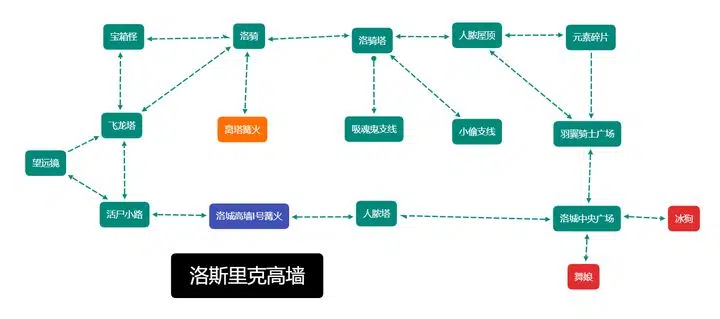 宝箱怪
洛骑
洛骑塔
人脓屋顶
元素碎片
飞龙塔
高塔篝火
吸魂鬼支线
小偷支线
羽翼骑士广场
望远镜
活尸小路
洛城高墙1号篝火
人脓塔
洛城中央广场
冰狗
洛斯里克高墙
舞娘